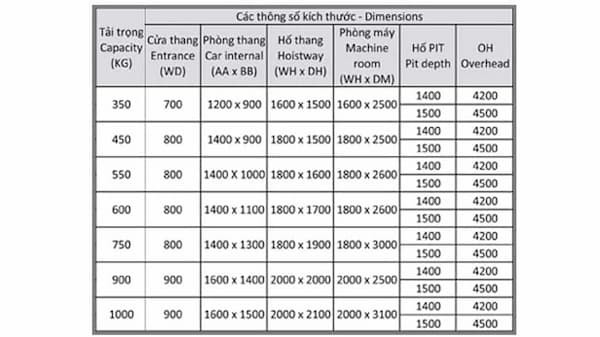 Các thông số kích thước - Dimensions
Tải trọng
Capacity
(KG)
Cửa thang
Entrance
(WD)
Phòng thang
Car internal
(AA x BB)
Hố thang
Hoistway
(WH x DH)
Phòng máy
Machine
room
(WH x DM)
Hố PIT
Pit depth
OH
Overhead
350 700 1200 x 900 1600 x 1500 1600 x 2500 1400 4200
1500 4500
450 800 1400 x 900 1800 x 1500 1800 x 2500 1400 4200
1500 4500
550 800 1400 X 1000 1800 x 1600 1800 x 2600 1400 4200
1500 4500
600 800 1400 x 1100 1800 x 1700 1800 x 2600 1400 4200
1500 4500
750 800 1400 x 1300 1800 x 1900 1800 x 3000 1400 4200
1500 4500
900 900 1600 x 1400 2000 x 2000 2000 x 2500 1400 4200
1500 4500
1000 900 1600 x 1500 2000 x 2100 2000 x 3100 1400 4200
1500 4500